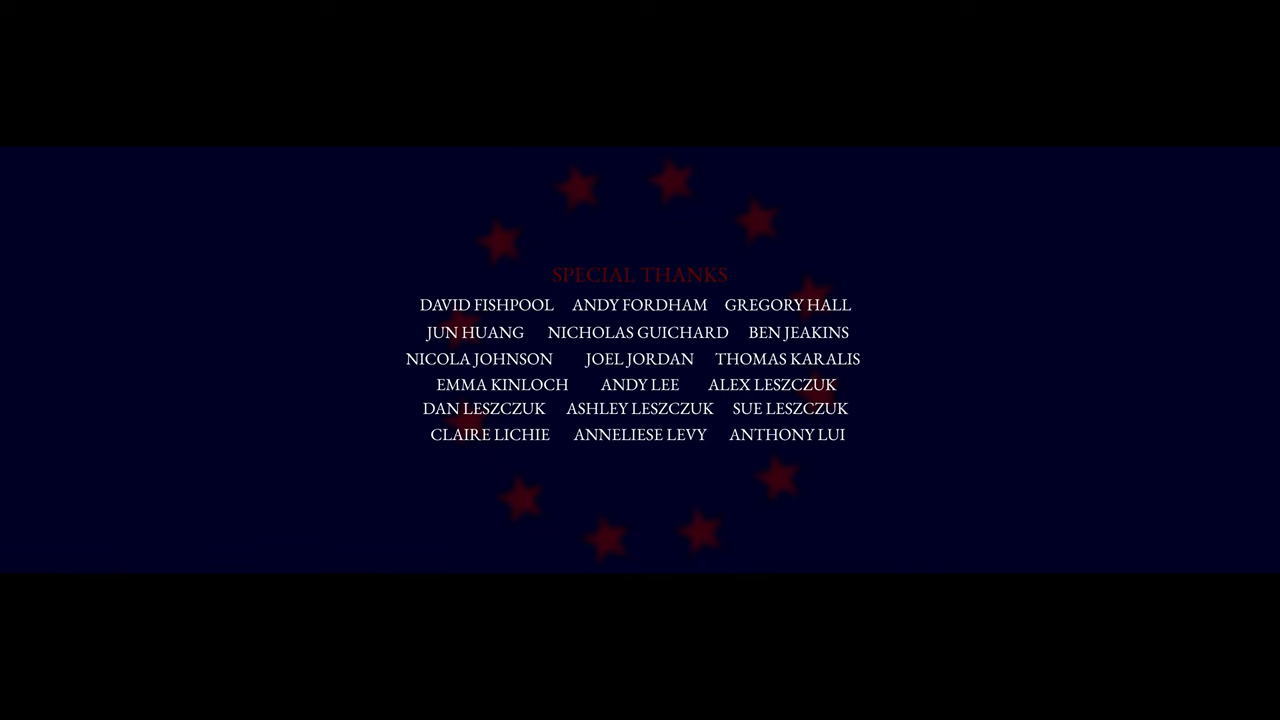 SPECIAL THANKS
DAVID FISHPOOL ANDY FORDHAM GREGORY HALL
JUN HUANG NICHOLAS GUICHARD BEN JEAKINS
NICOLA JOHNSON JOEL JORDAN THOMAS KARALIS
EMMA KINLOCH ANDY LEE ALEX LESZCZUK
DAN LESZCZUK ASHLEY LESZCZUK SUE LESZCZUK
CLAIRE LICHIE ANNELIESE LEVY ANTHONY LUI